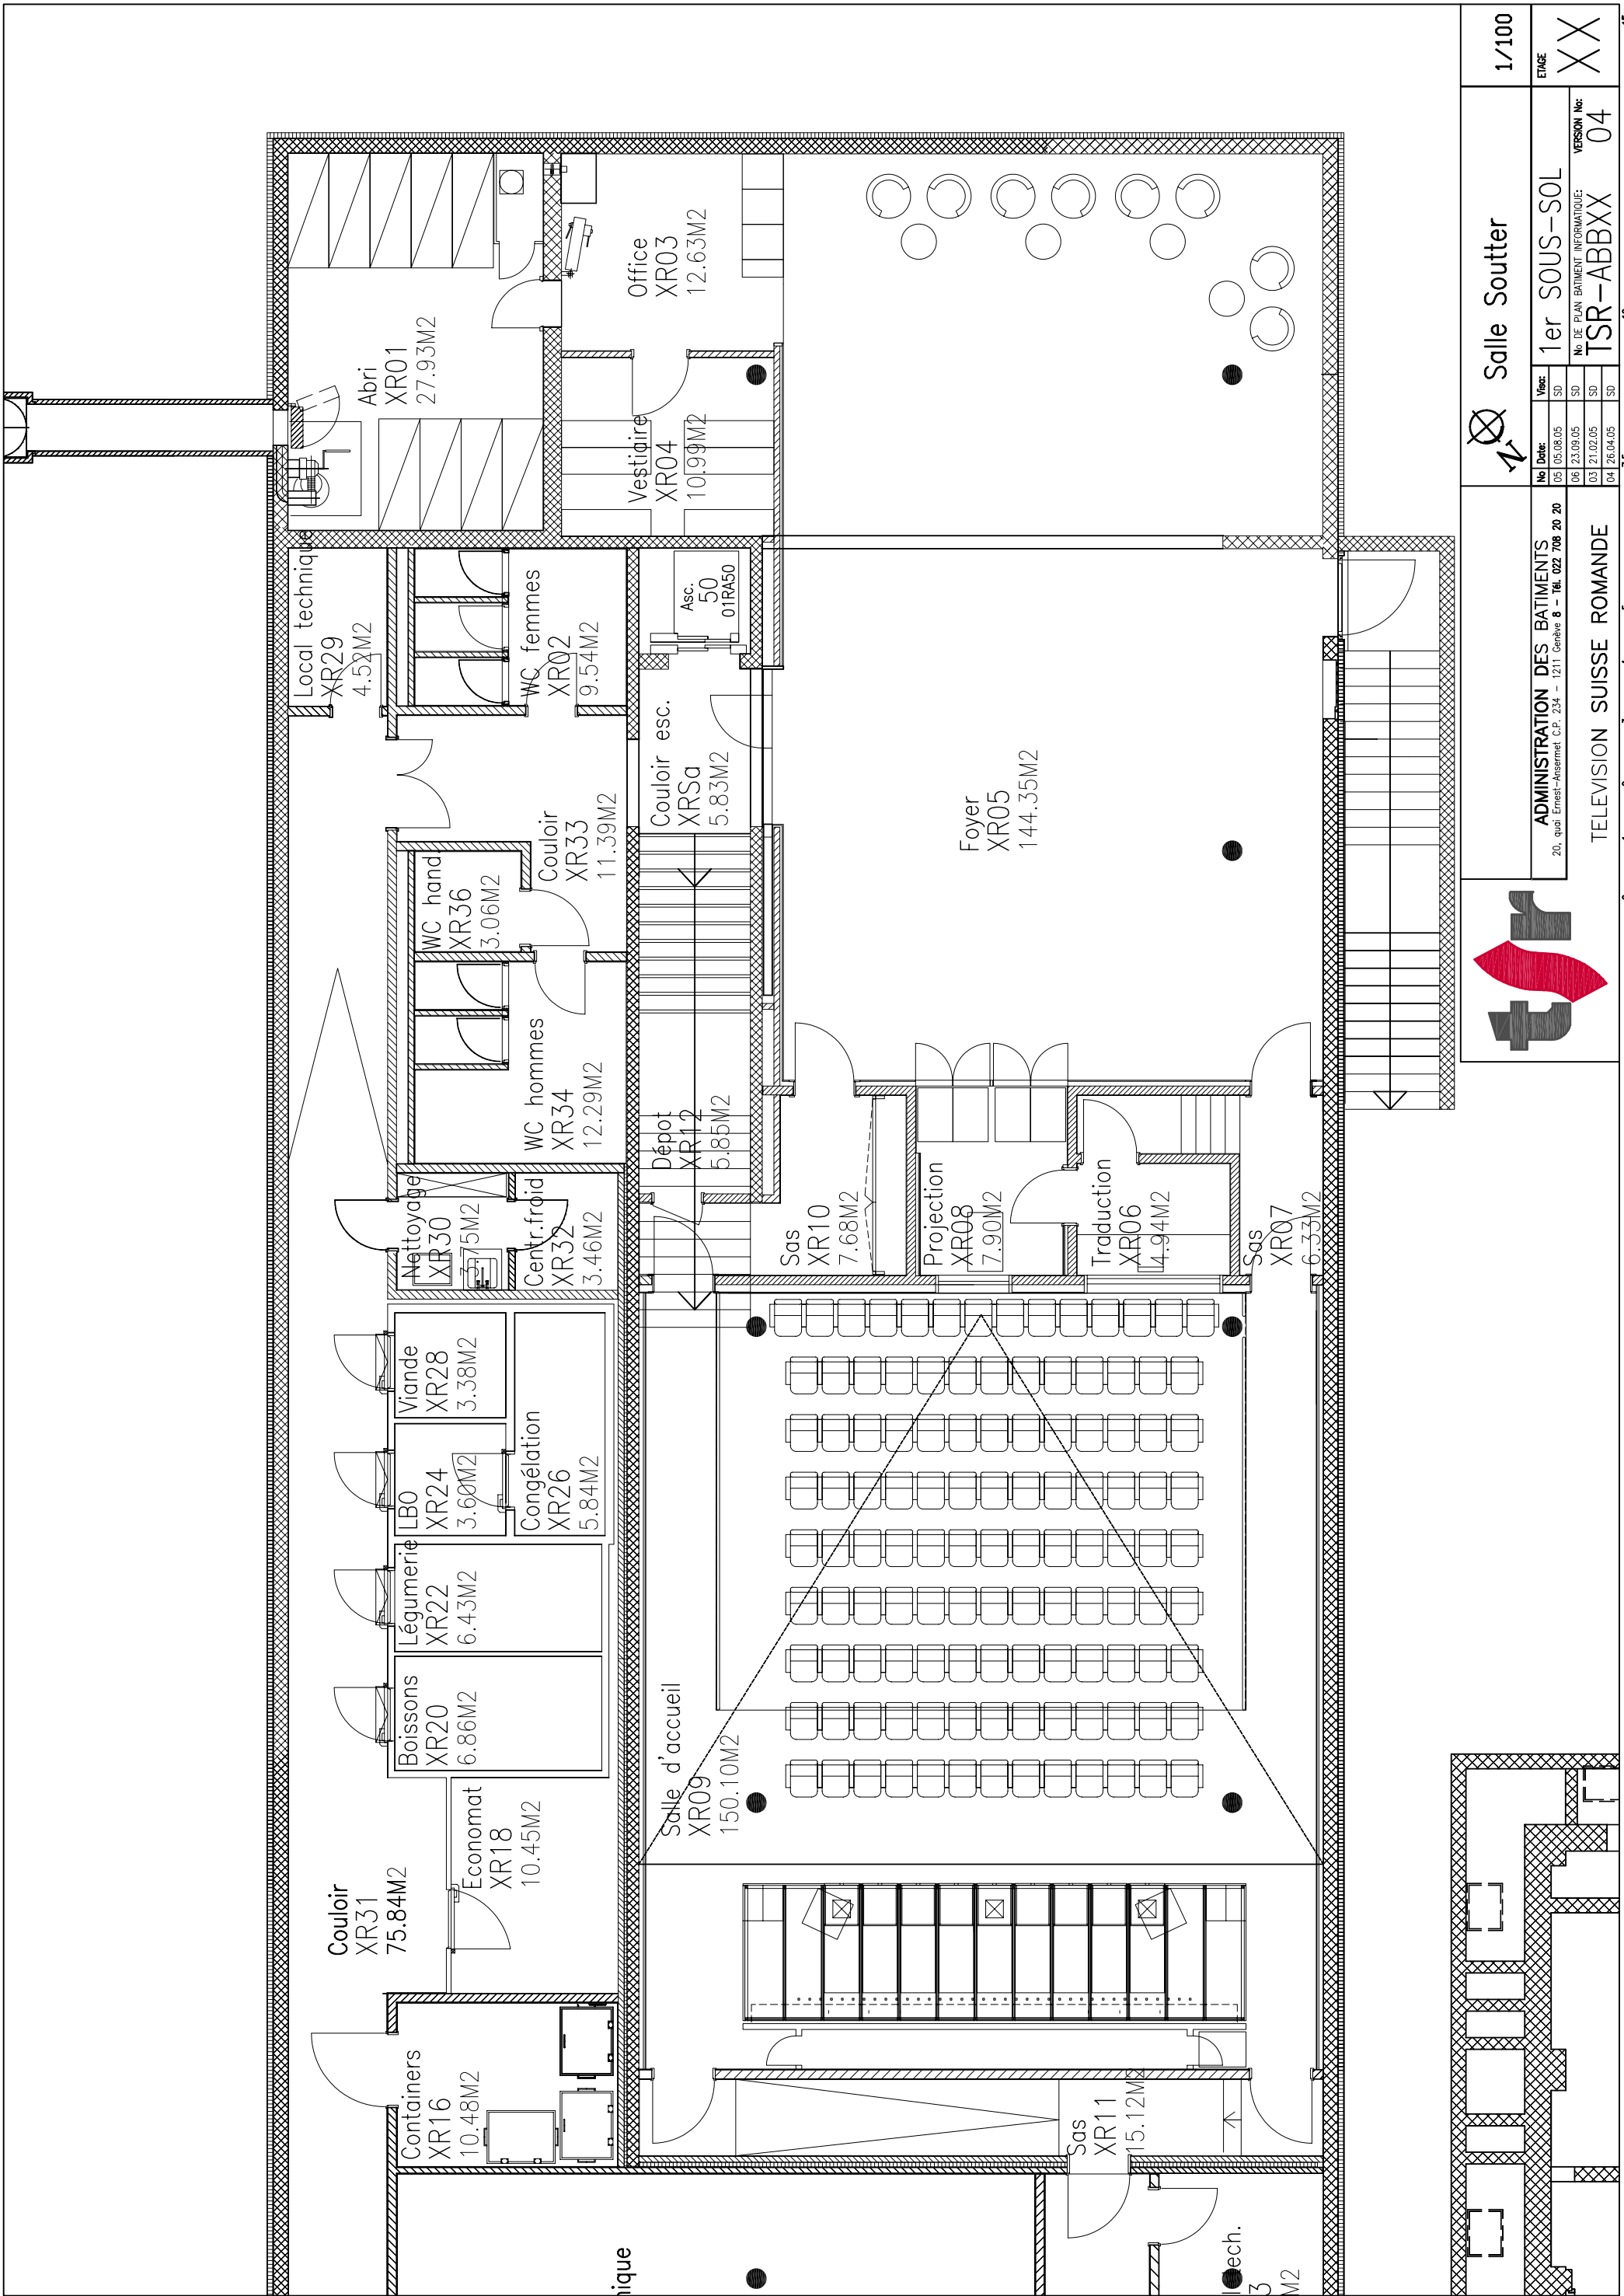 Abri
XR01
27.93M2
Office
XR03
12.63M2
Vestiaire
XR04
10.99M2
Local technique
XR29
4.52M2
WC femmes
XR02
9.54M2
Asc.
50
01RA50
Couloir esc.
XRSa
5.83M2
Couloir
XR33
11.39M2
WC hand.
XR36
3.06M2
WC hommes
XR34
12.29M2
Foyer
XR05
144.35M2
Dépot
XR12
5.85M2
Nettoyage
XR30
3.75M2
Centr.froid
XR32
3.46M2
Sas
XR10
7.68M2
Projection
XR08
7.90M2
Traduction
XR06
4.94M2
Sas
XR07
6.33M2
Viande
XR28
3.38M2
LBO
XR24
3.60M2
Congélation
XR26
5.84M2
Légumerie
XR22
6.43M2
Boissons
XR20
6.86M2
Economat
XR18
10.45M2
Couloir
XR31
75.84M2
Salle d'accueil
XR09
150.10M2
Containers
XR16
10.48M2
Sas
XR11
15.12M2
nique
tech.
3
M2
tsr
ADMINISTRATION DES BATIMENTS
20, quai Ernest-Ansermet C.P. 234 - 1211 Genève 8 - Tél. 022 708 20 20
TELEVISION SUISSE ROMANDE
N
Salle Soutter
1/100
No Date: Visa:
05 05.08.05 SD
06 23.09.05 SD
03 21.02.05 SD
04 26.04.05 SD
1er SOUS-SOL
No DE PLAN BATIMENT INFORMATIQUE:
TSR-ABBXX
VERSION No:
04
ETAGE
XX